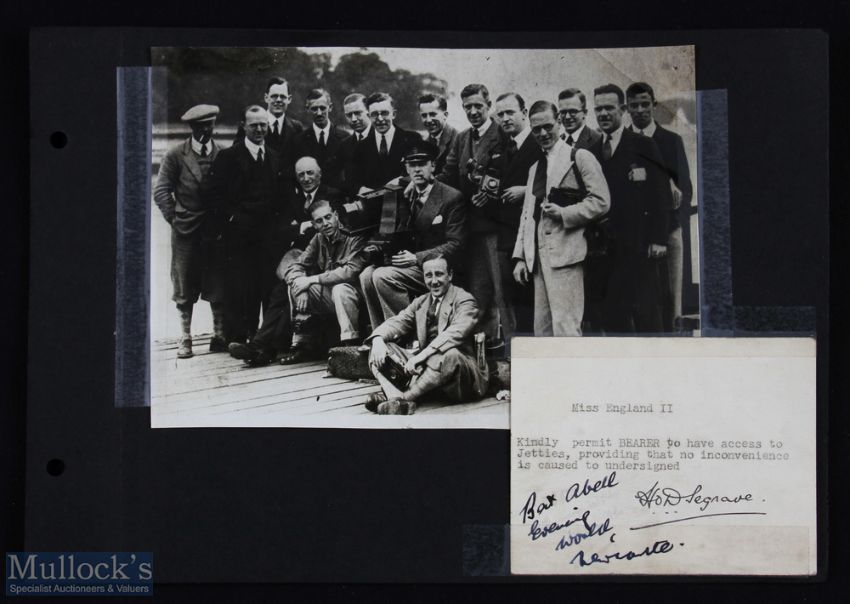 Miss England II
Kindly permit BEARER to have access to
Jetties, providing that no inconvenience
is caused to undersigned
Bat Abell
Evening
World
Newcastle.
H.O.D Segrave.
Mullock's
Specialist Auctioneers & Valuers